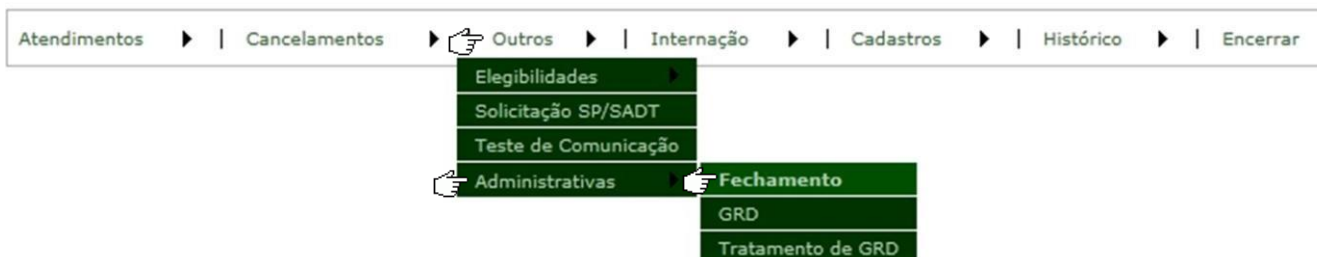 Atendimentos | Cancelamentos Outros | Internação | Cadastros | Histórico | Encerrar
Elegibilidades
Solicitação SP/SADT
Teste de Comunicação
Administrativas Fechamento
GRD
Tratamento de GRD